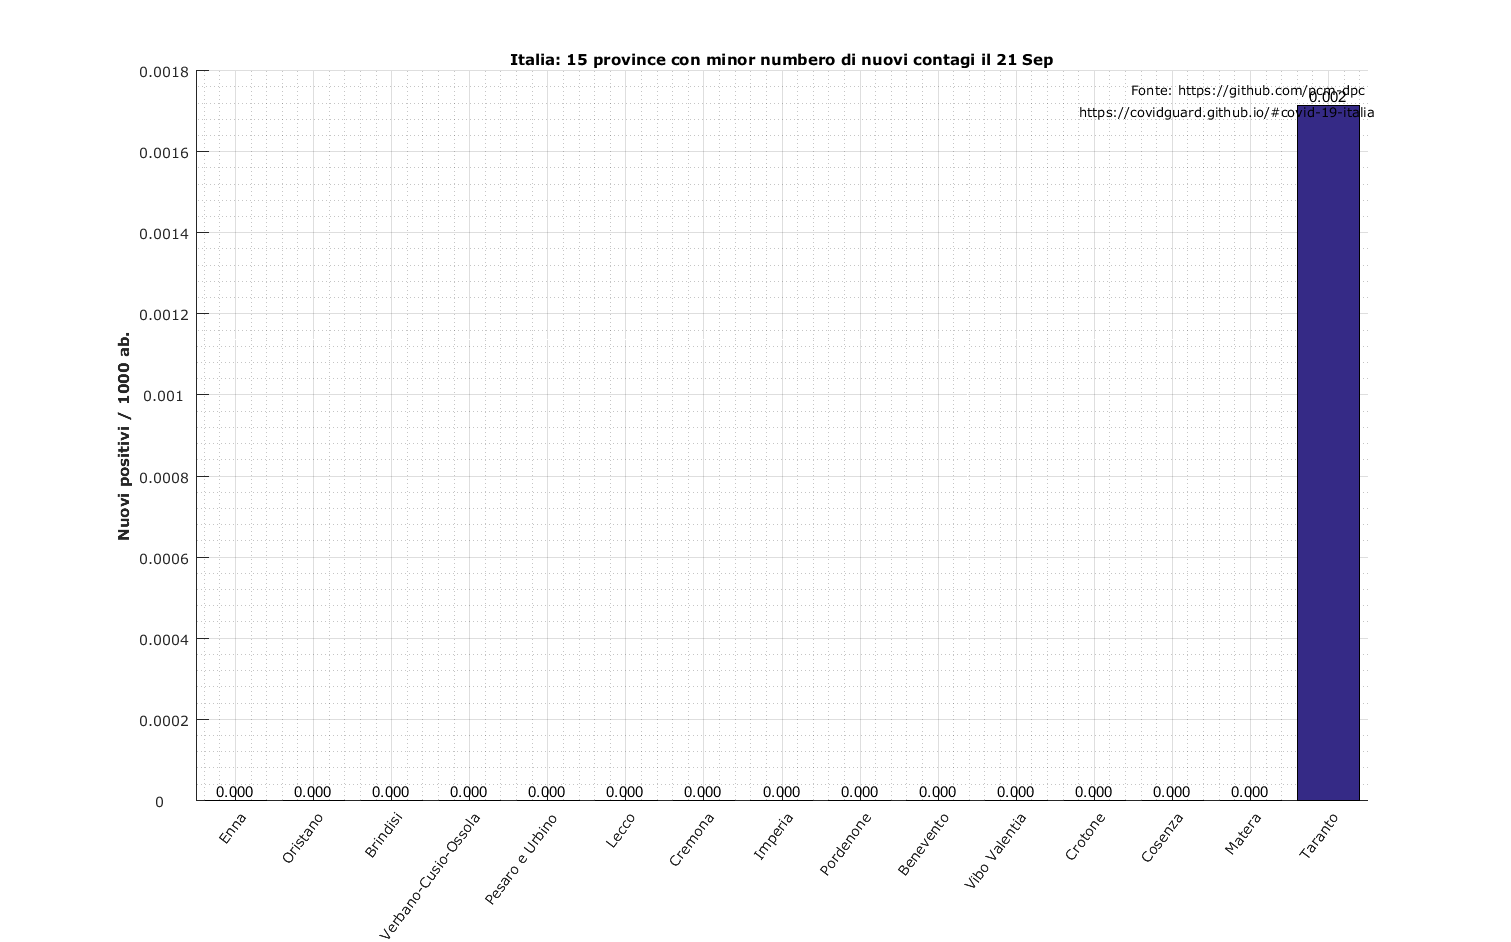 Italia: 15 province con minor numbero di nuovi contagi il 21 Sep
Fonte: https://github.com/pcm-dpc
https://covidguard.github.io/#covid-19-italia
Nuovi positivi / 1000 ab.
0.0018
0.0016
0.0014
0.0012
0.001
0.0008
0.0006
0.0004
0.0002
0
0.000 0.000 0.000 0.000 0.000 0.000 0.000 0.000 0.000 0.000 0.000 0.000 0.000 0.000 0.002
Enna
Oristano
Brindisi
Verbano-Cusio-Ossola
Pesaro e Urbino
Lecco
Cremona
Imperia
Pordenone
Benevento
Vibo Valentia
Crotone
Cosenza
Matera
Taranto